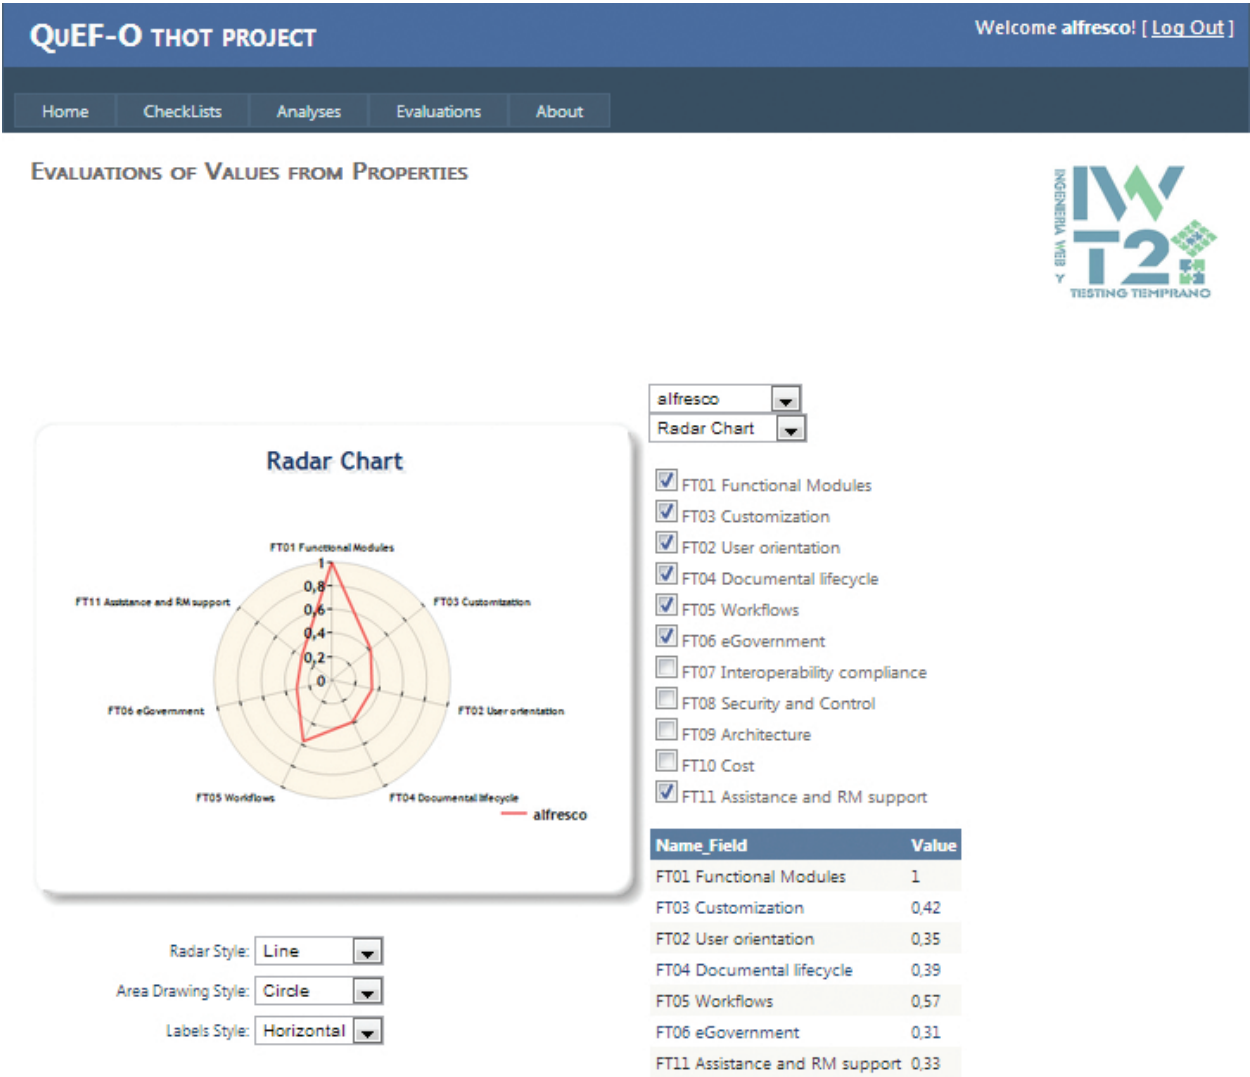 QuEF-O THOT PROJECT
Welcome alfresco! [ Log Out ]
Home CheckLists Analyses Evaluations About
EVALUATIONS OF VALUES FROM PROPERTIES
INGENIERIA WEB Y
IW
T2
TESTING TEMPRANO
alfresco
Radar Chart
Radar Chart
FT01 Functional Modules
FT03 Customization
FT02 User orientation
FT04 Documental lifecycle
FT05 Workflows
FT06 eGovernment
FT11 Assistance and RM support
1
0,8
0,6
0,4
0,2
0
alfresco
FT01 Functional Modules
FT03 Customization
FT02 User orientation
FT04 Documental lifecycle
FT05 Workflows
FT06 eGovernment
FT07 Interoperability compliance
FT08 Security and Control
FT09 Architecture
FT10 Cost
FT11 Assistance and RM support
Name_Field Value
FT01 Functional Modules 1
FT03 Customization 0,42
FT02 User orientation 0,35
FT04 Documental lifecycle 0,39
FT05 Workflows 0,57
FT06 eGovernment 0,31
FT11 Assistance and RM support 0,33
Radar Style: Line
Area Drawing Style: Circle
Labels Style: Horizontal